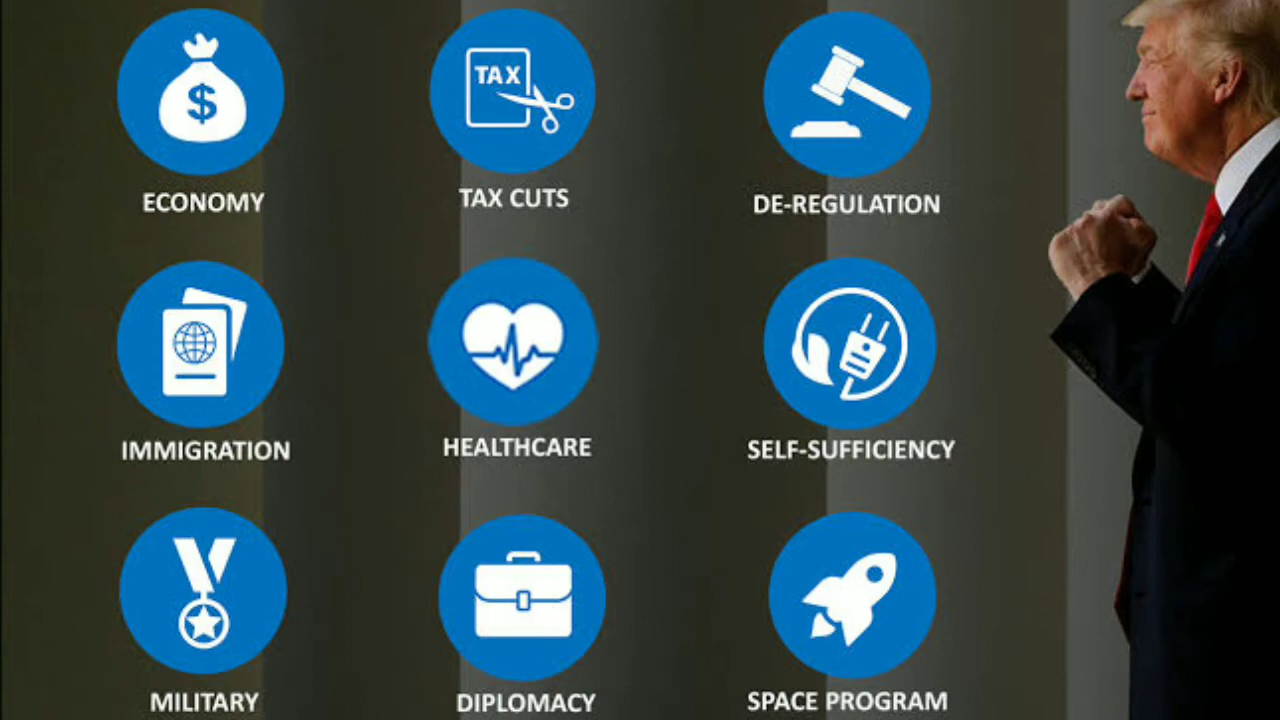 $
TAX
ECONOMY
TAX CUTS
DE-REGULATION
IMMIGRATION
HEALTHCARE
SELF-SUFFICIENCY
MILITARY
DIPLOMACY
SPACE PROGRAM